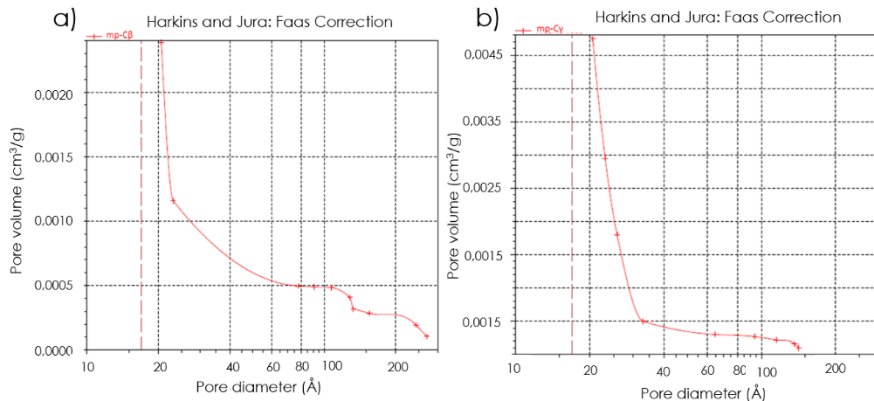 a)
Harkins and Jura: Faas Correction
mp-Cβ
Pore volume (cm³/g)
0,0020
0,0015
0,0010
0,0005
0,0000
10 20 40 60 80 100 200
Pore diameter (Å)
b)
Harkins and Jura: Faas Correction
mp-Cγ
Pore volume (cm³/g)
0,0045
0,0035
0,0025
0,0015
10 20 40 60 80 100 200
Pore diameter (Å)